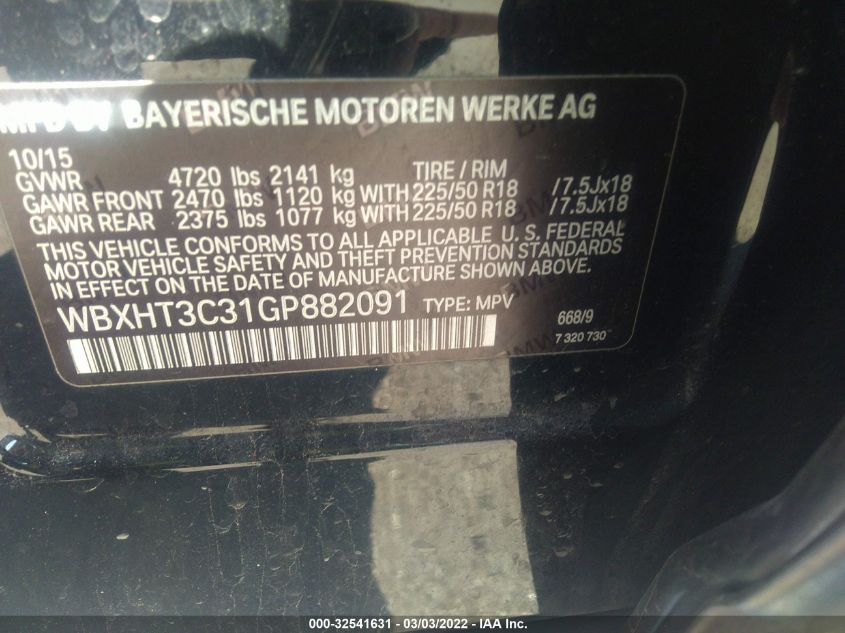 MFD BY BAYERISCHE MOTOREN WERKE AG
10/15
GVWR 4720 lbs 2141 kg TIRE / RIM
GAWR FRONT 2470 lbs 1120 kg WITH 225/50 R18 /7.5Jx18
GAWR REAR 2375 lbs 1077 kg WITH 225/50 R18 /7.5Jx18
THIS VEHICLE CONFORMS TO ALL APPLICABLE U. S. FEDERAL
MOTOR VEHICLE SAFETY AND THEFT PREVENTION STANDARDS
IN EFFECT ON THE DATE OF MANUFACTURE SHOWN ABOVE.
WBXHT3C31GP882091 TYPE: MPV
668/9
7 320 730
000-32541631 - 03/03/2022 - IAA Inc.